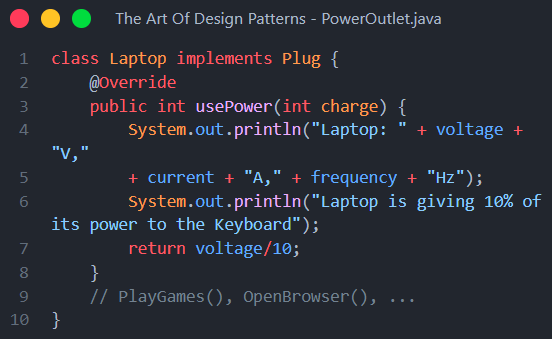 The Art Of Design Patterns - PowerOutlet.java
1 class Laptop implements Plug {
2     @Override
3     public int usePower(int charge) {
4         System.out.println("Laptop: " + voltage +
"V,"
5         + current + "A," + frequency + "Hz");
6         System.out.println("Laptop is giving 10% of
its power to the Keyboard");
7         return voltage/10;
8     }
9     // PlayGames(), OpenBrowser(), ...
10 }